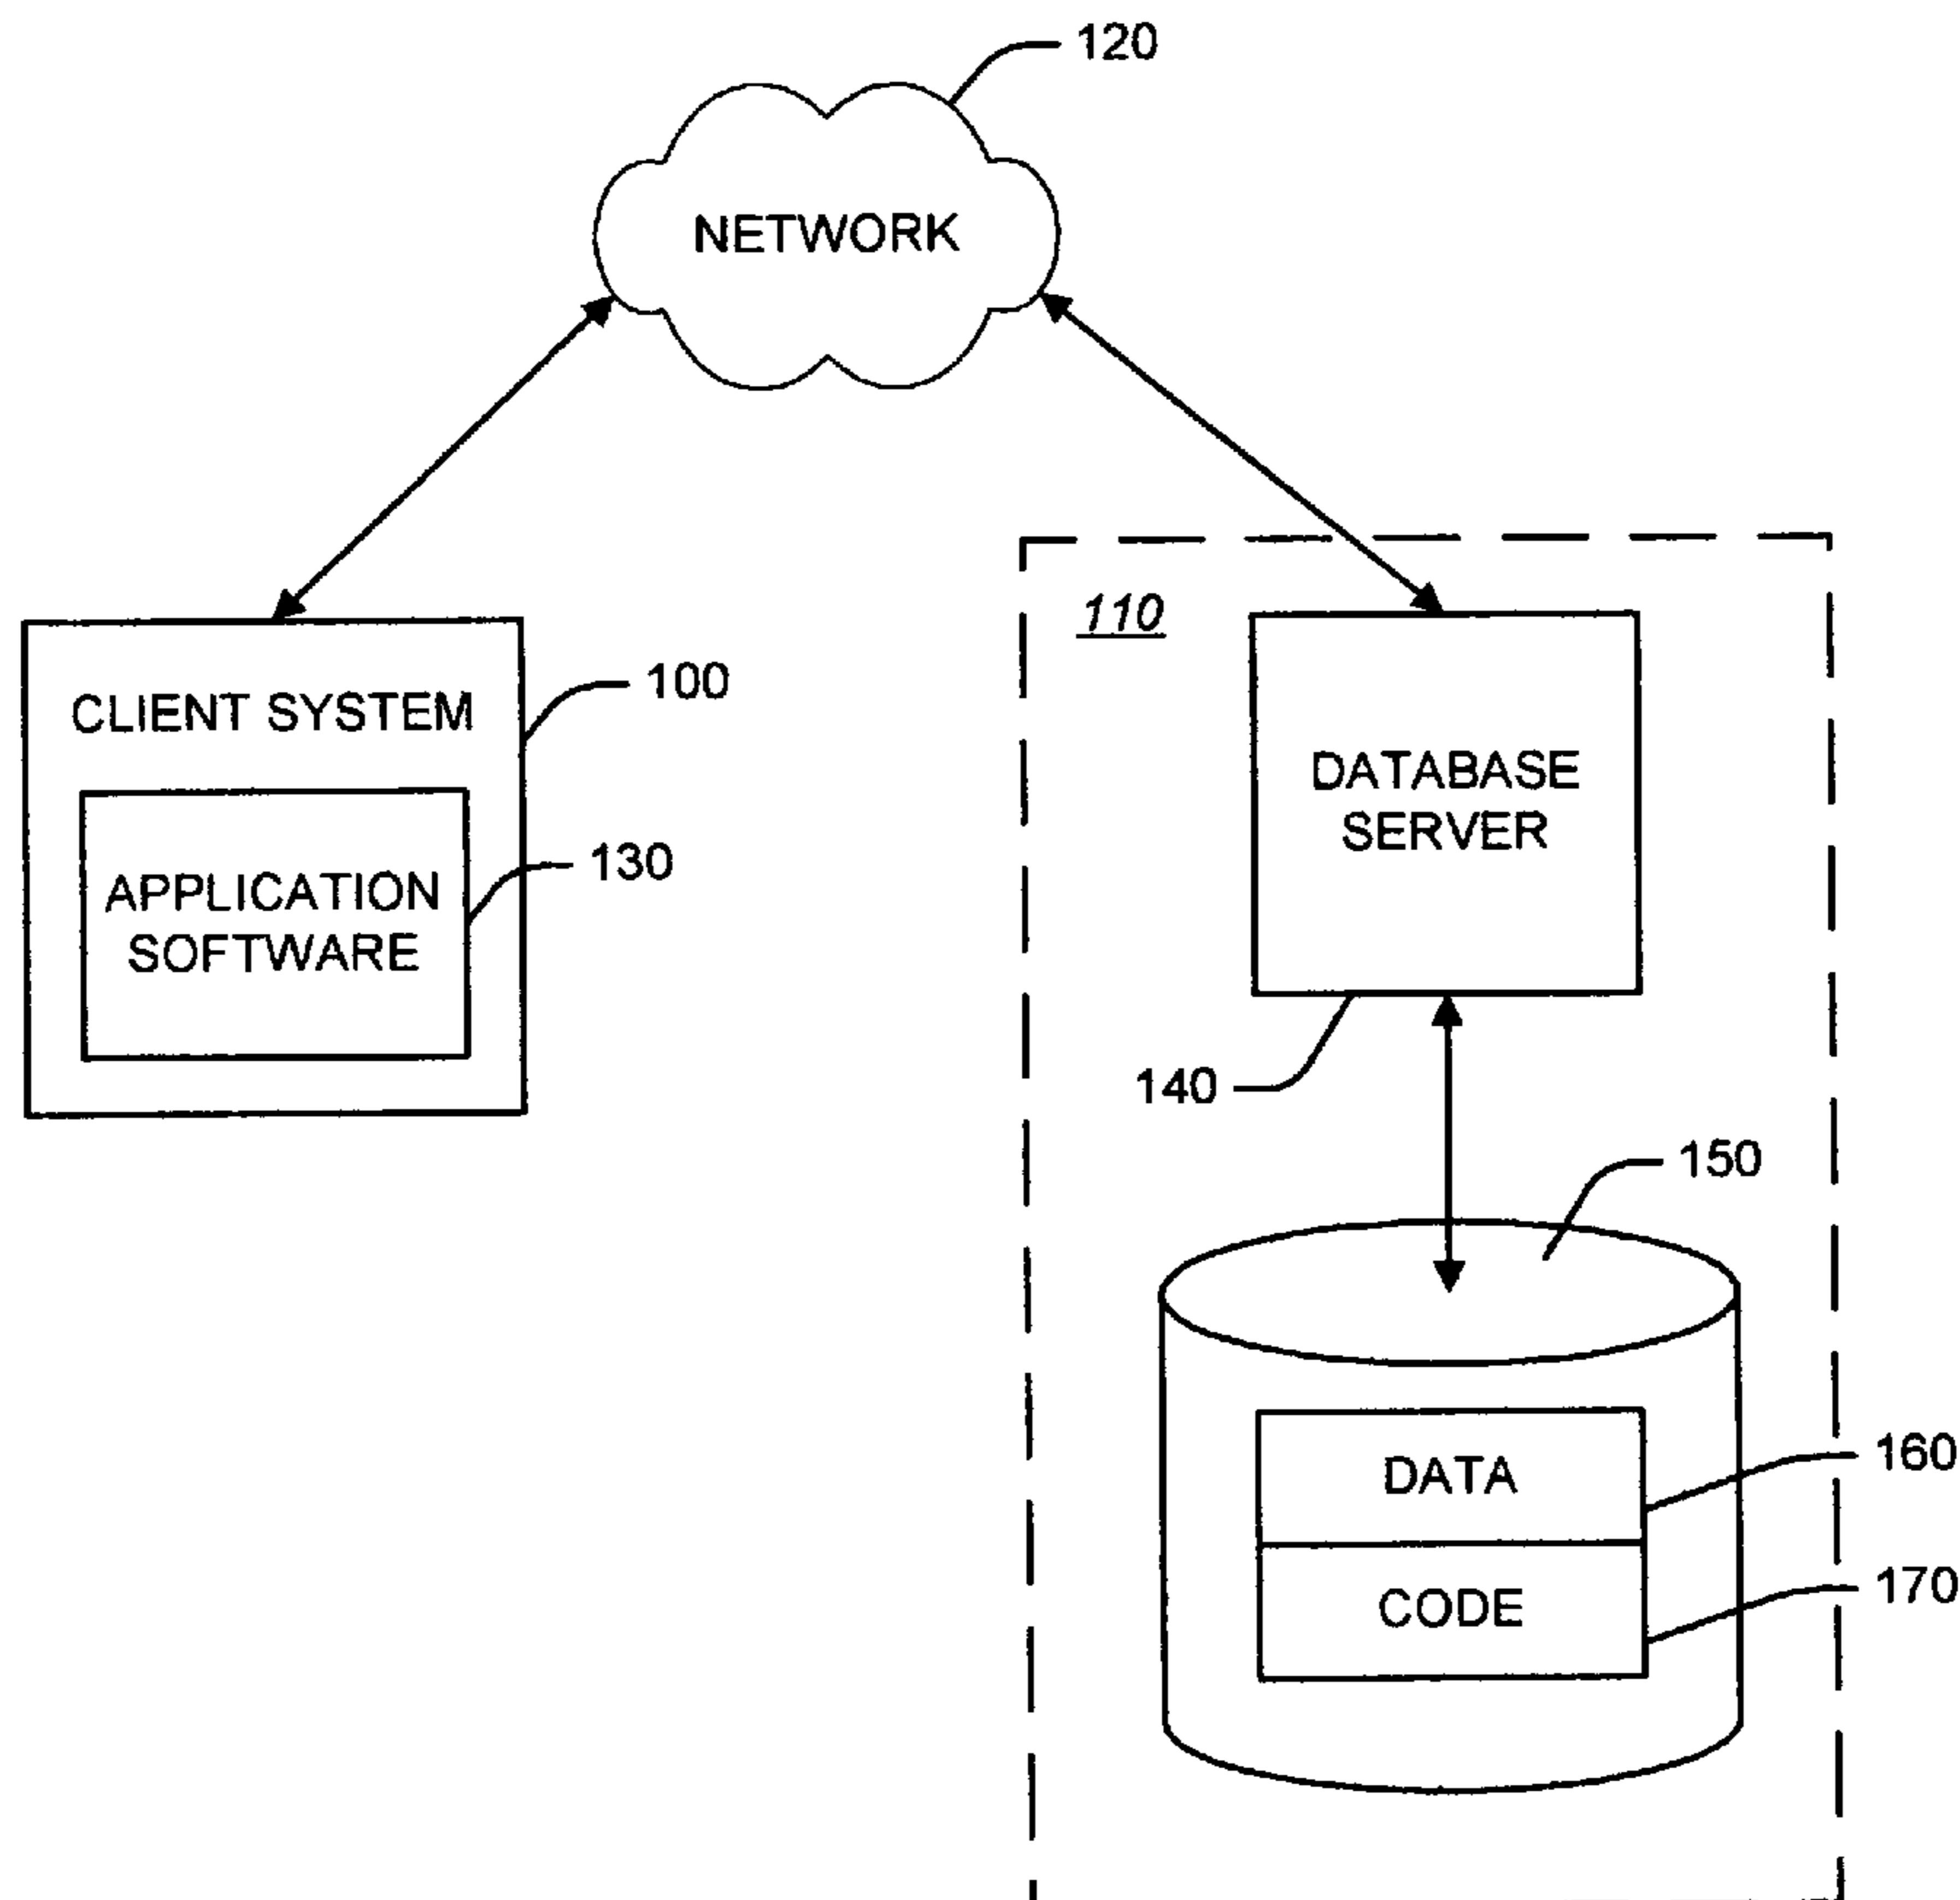 120
NETWORK
110
CLIENT SYSTEM
100
DATABASE
SERVER
APPLICATION
SOFTWARE
130
140
150
DATA
160
CODE
170